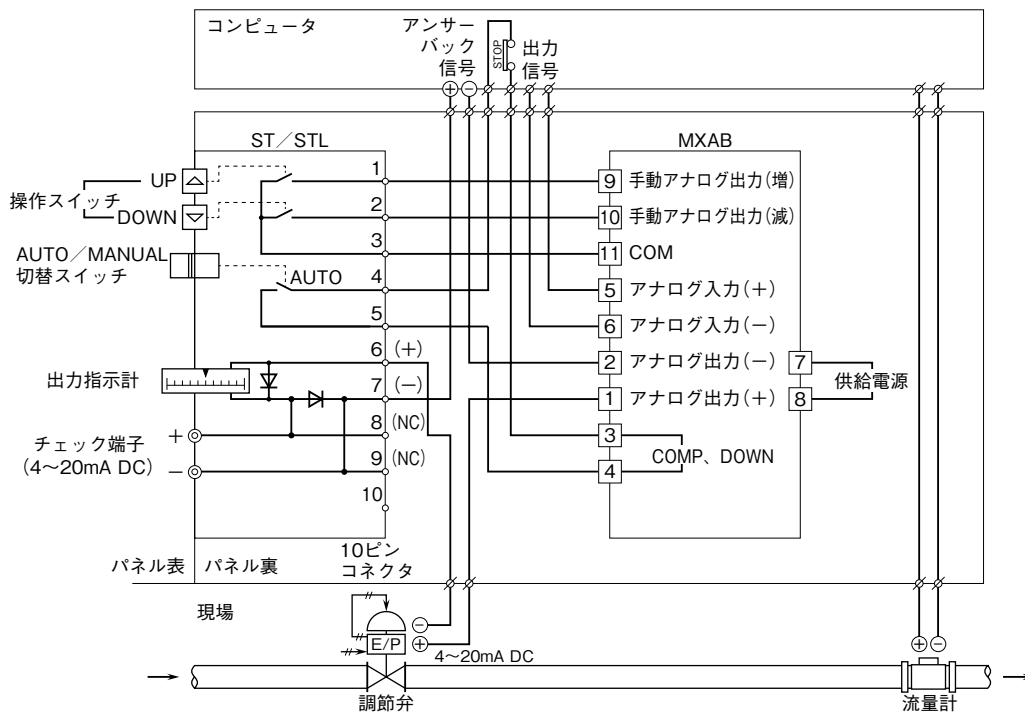 コンピュータ
アンサー
バック
信号
STOP
出力
信号
+
−
ST/STL
MXAB
UP
操作スイッチ
DOWN
AUTO/MANUAL
切替スイッチ
AUTO
出力指示計
チェック端子
(4~20mA DC)
+
−
1
2
3
4
5
6 (+)
7 (−)
8 (NC)
9 (NC)
10
10ピン
コネクタ
9 手動アナログ出力(増)
10 手動アナログ出力(減)
11 COM
5 アナログ入力(+)
6 アナログ入力(−)
2 アナログ出力(−)
1 アナログ出力(+)
3
4
COMP、DOWN
7
8
供給電源
パネル表
パネル裏
現場
E/P
−
+
4~20mA DC
調節弁
+
−
流量計